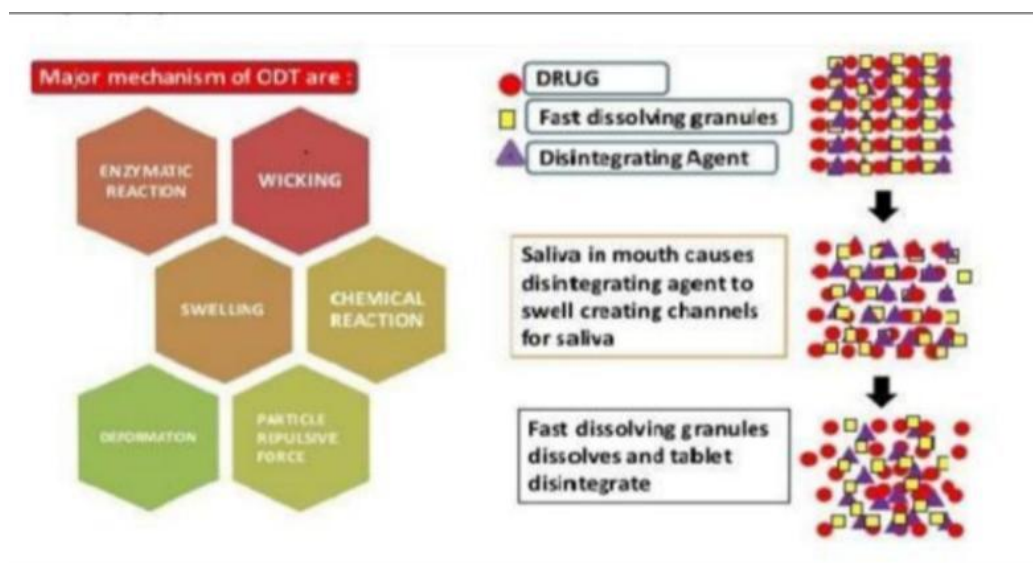 Major mechanism of ODT are :
ENZYMATIC
REACTION
WICKING
SWELLING
CHEMICAL
REACTION
DEFORMATON
PARTICLE
REPULSIVE
FORCE
DRUG
Fast dissolving granules
Disintegrating Agent
Saliva in mouth causes
disintegrating agent to
swell creating channels
for saliva
Fast dissolving granules
dissolves and tablet
disintegrate